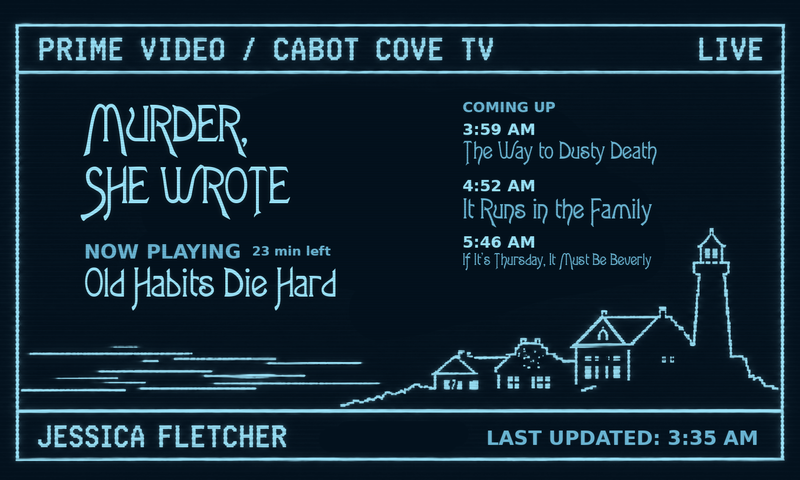 PRIME VIDEO / CABOT COVE TV
LIVE
MURDER,
SHE WROTE
NOW PLAYING 23 min left
Old Habits Die Hard
COMING UP
3:59 AM
The Way to Dusty Death
4:52 AM
It Runs in the Family
5:46 AM
If It's Thursday, It Must Be Beverly
JESSICA FLETCHER
LAST UPDATED: 3:35 AM